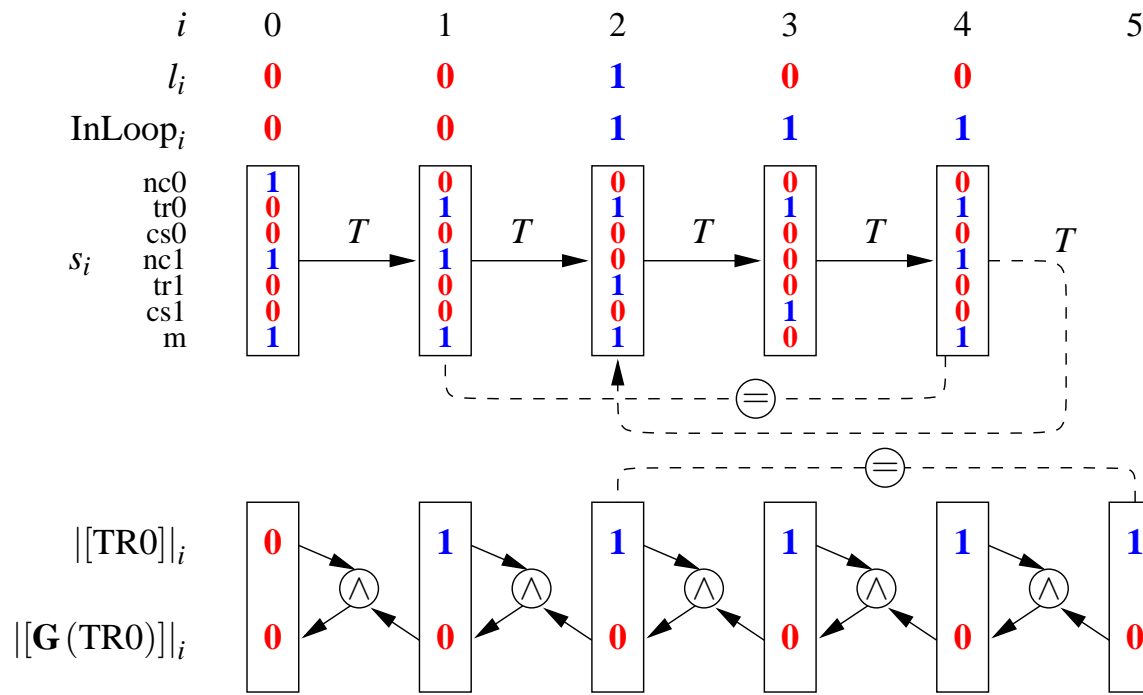 i 0 1 2 3 4 5
l_i 0 0 1 0 0
InLoop_i 0 0 1 1 1
nc0 1 0 0 0 0
tr0 0 1 1 1 1
cs0 0 0 0 0 0
T T T T T
s_i nc1 1 1 0 0 1
tr1 0 0 1 0 0
cs1 0 0 0 1 0
m 1 1 1 0 1
=
=
|[TR0]|_i 0 1 1 1 1 1
∧ ∧ ∧ ∧ ∧
|[G (TR0)]|_i 0 0 0 0 0 0